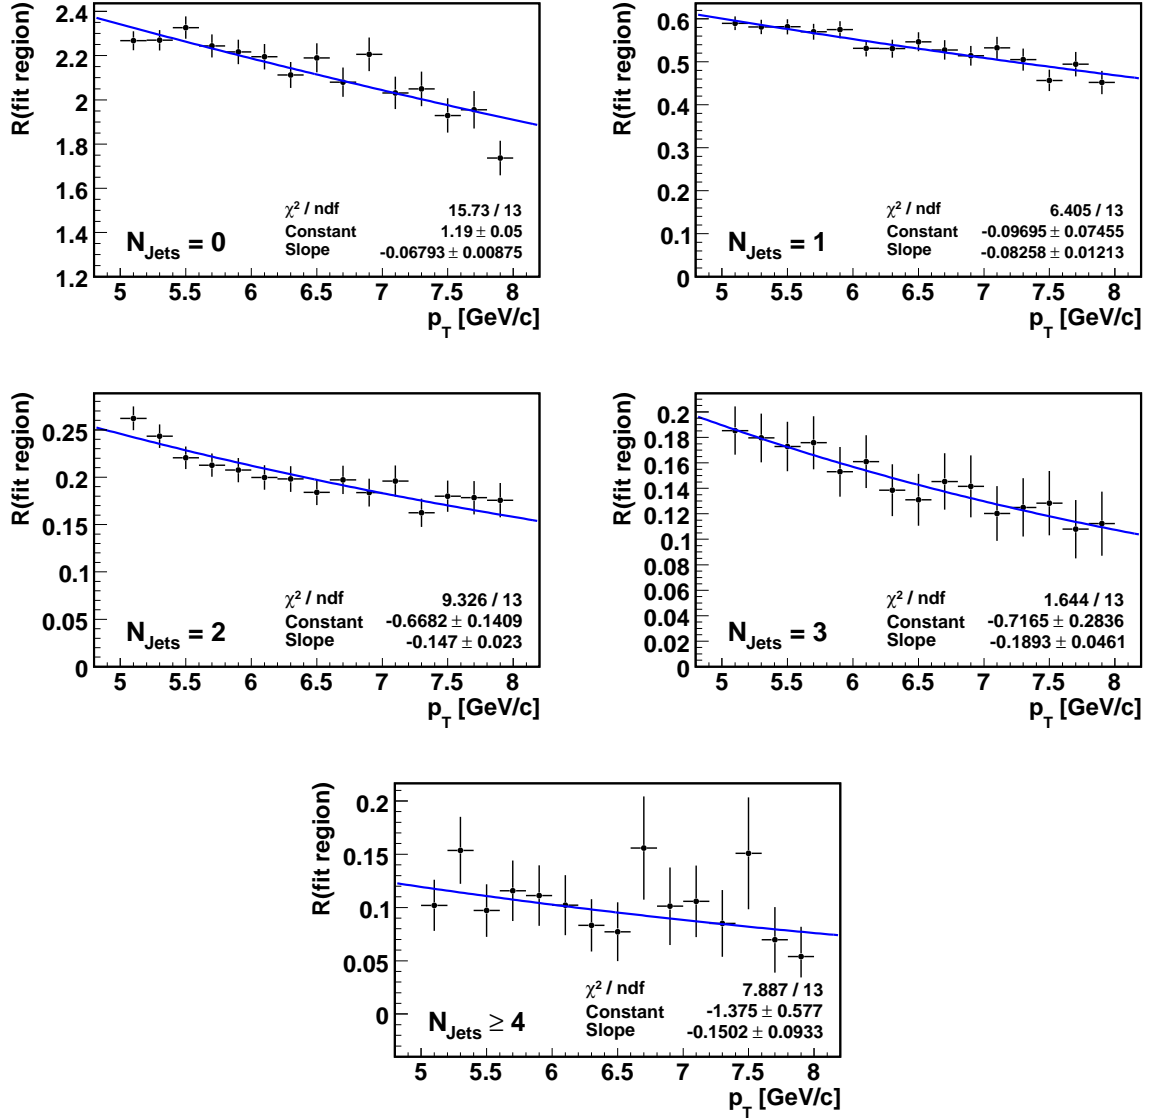 R(fit region)
2.4
2.2
2
1.8
1.6
1.4
1.2
χ² / ndf 15.73 / 13
Constant 1.19 ± 0.05
Slope -0.06793 ± 0.00875
N_Jets = 0
5 5.5 6 6.5 7 7.5 8
p_T [GeV/c]
R(fit region)
0.6
0.5
0.4
0.3
0.2
0.1
0
χ² / ndf 6.405 / 13
Constant -0.09695 ± 0.07455
Slope -0.08258 ± 0.01213
N_Jets = 1
5 5.5 6 6.5 7 7.5 8
p_T [GeV/c]
R(fit region)
0.25
0.2
0.15
0.1
0.05
0
χ² / ndf 9.326 / 13
Constant -0.6682 ± 0.1409
Slope -0.147 ± 0.023
N_Jets = 2
5 5.5 6 6.5 7 7.5 8
p_T [GeV/c]
R(fit region)
0.2
0.18
0.16
0.14
0.12
0.1
0.08
0.06
0.04
0.02
0
χ² / ndf 1.644 / 13
Constant -0.7165 ± 0.2836
Slope -0.1893 ± 0.0461
N_Jets = 3
5 5.5 6 6.5 7 7.5 8
p_T [GeV/c]
R(fit region)
0.2
0.15
0.1
0.05
0
χ² / ndf 7.887 / 13
Constant -1.375 ± 0.577
Slope -0.1502 ± 0.0933
N_Jets ≥ 4
5 5.5 6 6.5 7 7.5 8
p_T [GeV/c]